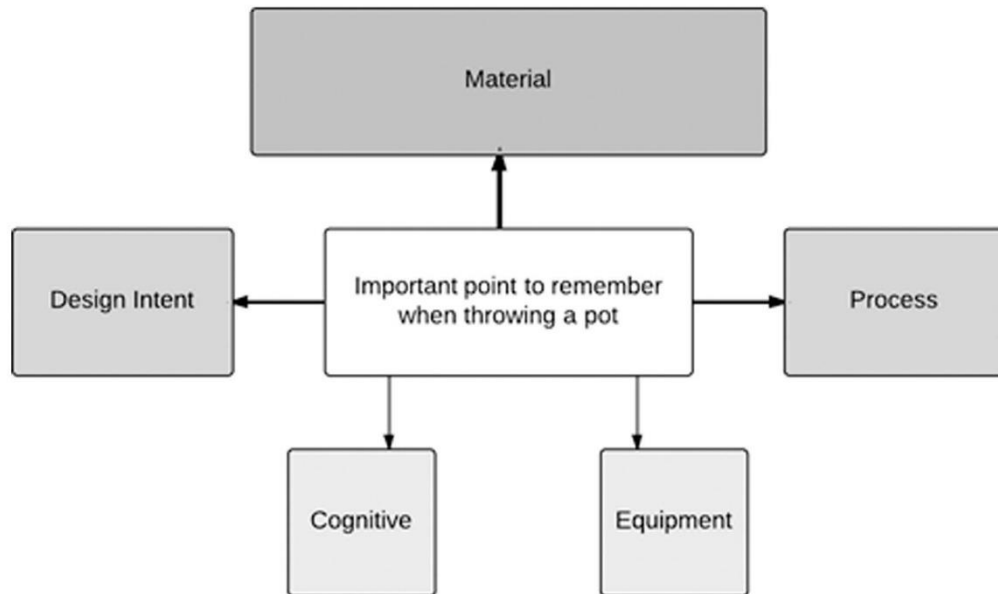 Material
Design Intent
Important point to remember
when throwing a pot
Process
Cognitive
Equipment